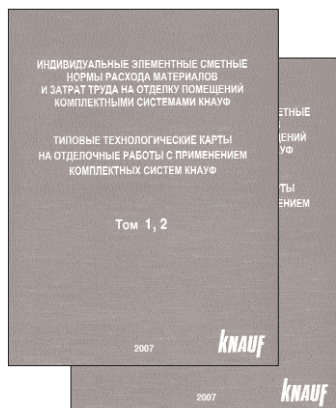 ИНДИВИДУАЛЬНЫЕ ЭЛЕМЕНТНЫЕ СМЕТНЫЕ
НОРМЫ РАСХОДА МАТЕРИАЛОВ
И ЗАТРАТ ТРУДА НА ОТДЕЛКУ ПОМЕЩЕНИЙ
КОМПЛЕКТНЫМИ СИСТЕМАМИ КНАУФ
ТИПОВЫЕ ТЕХНОЛОГИЧЕСКИЕ КАРТЫ
НА ОТДЕЛОЧНЫЕ РАБОТЫ С ПРИМЕНЕНИЕМ
КОМПЛЕКТНЫХ СИСТЕМ КНАУФ
Том 1, 2
2007
KNAUF
2007
KNAUF